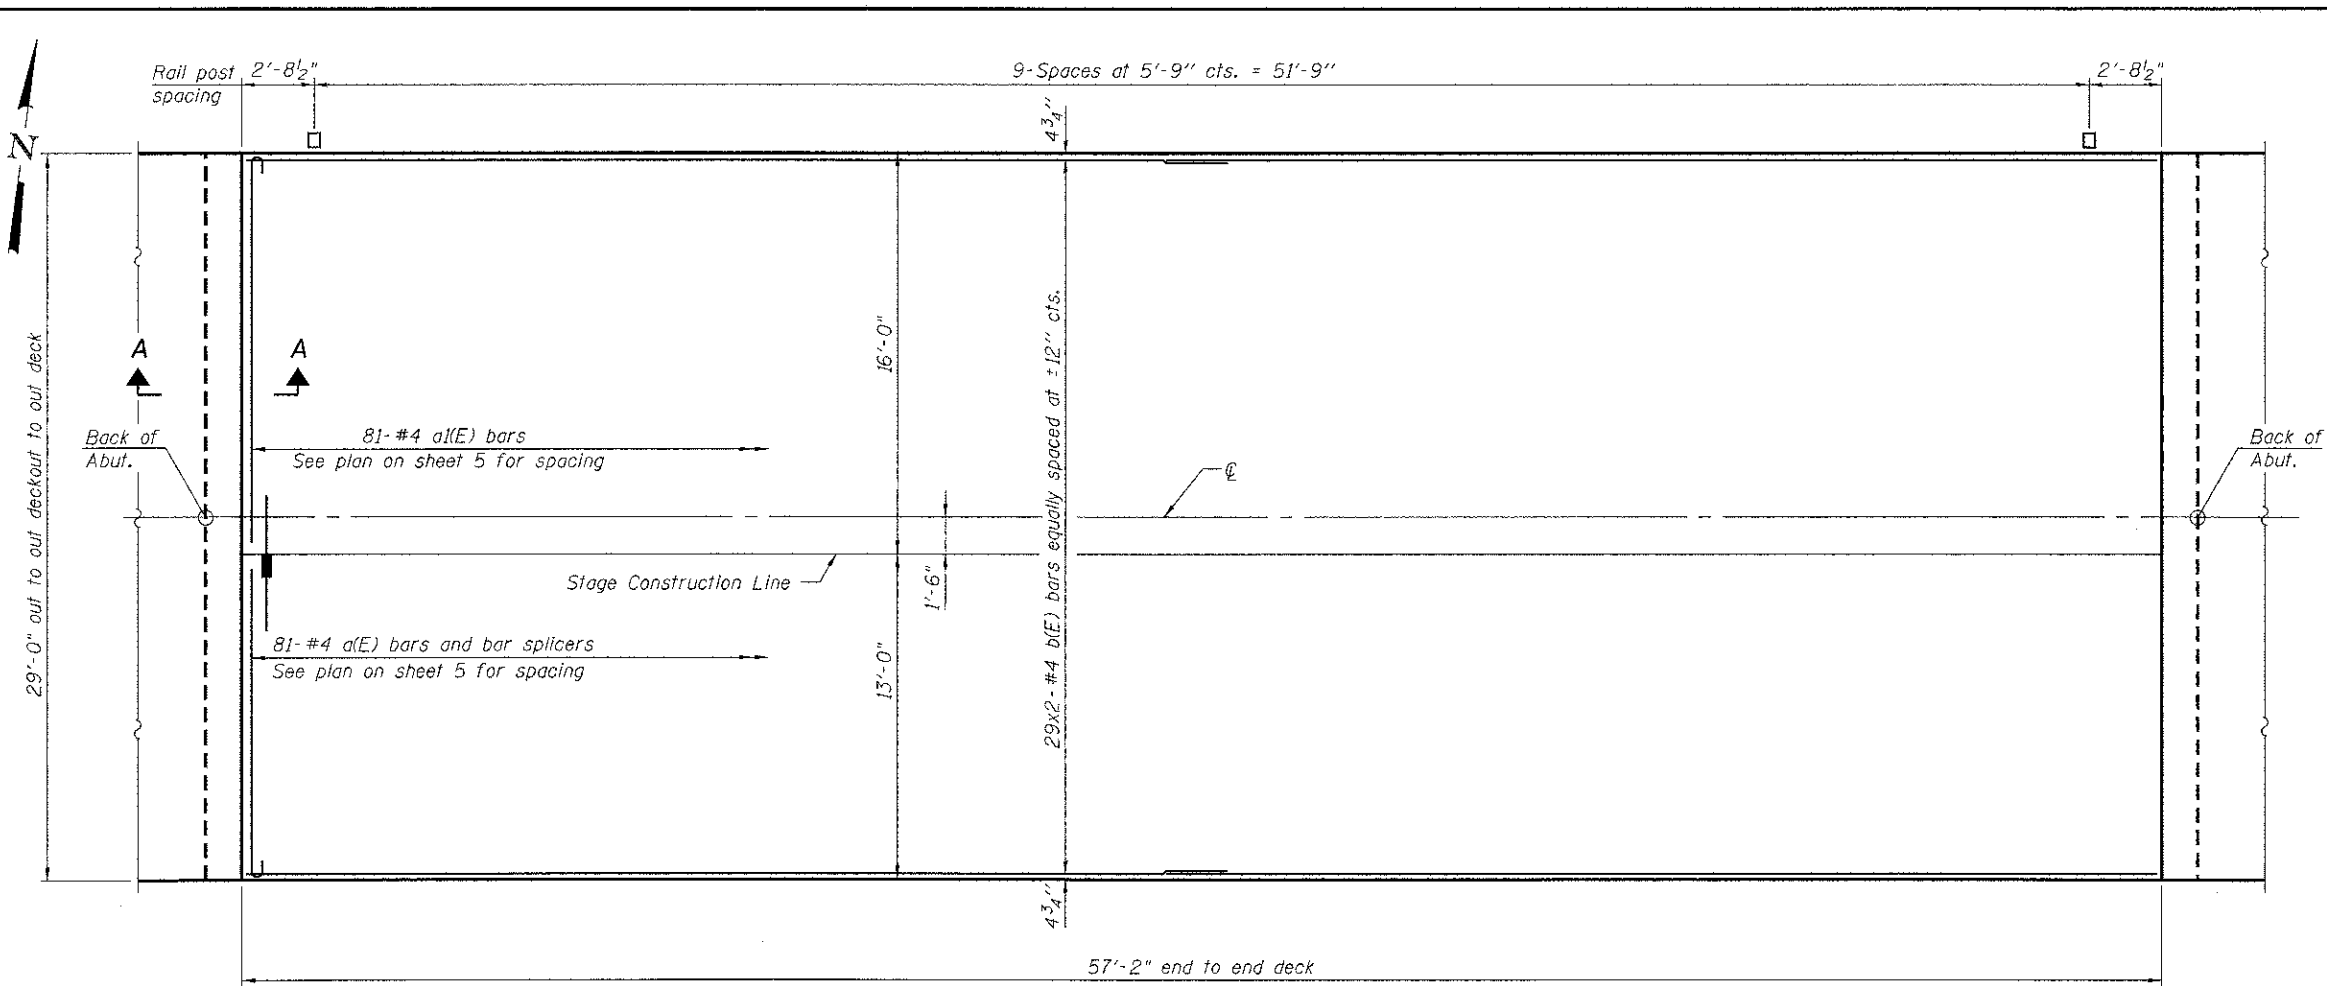 Rail post spacing
2'-8½"
9-Spaces at 5'-9" cts. = 51'-9"
2'-8½"
4¾"
N
29'-0" out to out deckout to out deckout to out deck
16'-0"
29x2 - #4 b(E) bars equally spaced at ±12" cts.
A
A
Back of
Abut.
81- #4 a1(E) bars
See plan on sheet 5 for spacing
℄
Back of
Abut.
Stage Construction Line
1'-6"
81- #4 a(E) bars and bar splicers
See plan on sheet 5 for spacing
13'-0"
4¾"
57'-2" end to end deck